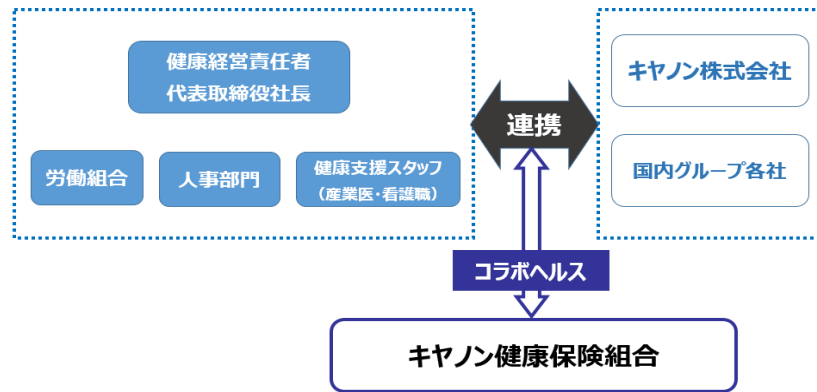 健康経営責任者
代表取締役社長
労働組合
人事部門
健康支援スタッフ
（産業医・看護職）
連携
キヤノン株式会社
国内グループ各社
コラボヘルス
キヤノン健康保険組合